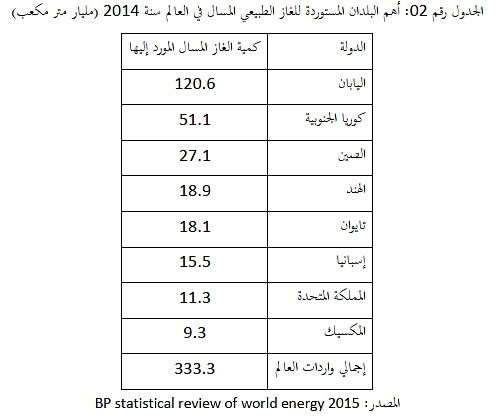 الجدول رقم 02: أهم البلدان المستوردة للغاز الطبيعي المسال في العالم سنة 2014 (مليار متر مكعب)
الدولة كمية الغاز المسال المورد إليها
اليابان 120.6
كوريا الجنوبية 51.1
الصين 27.1
الهند 18.9
تايوان 18.1
إسبانيا 15.5
المملكة المتحدة 11.3
المكسيك 9.3
إجمالي واردات العالم 333.3
المصدر: BP statistical review of world energy 2015